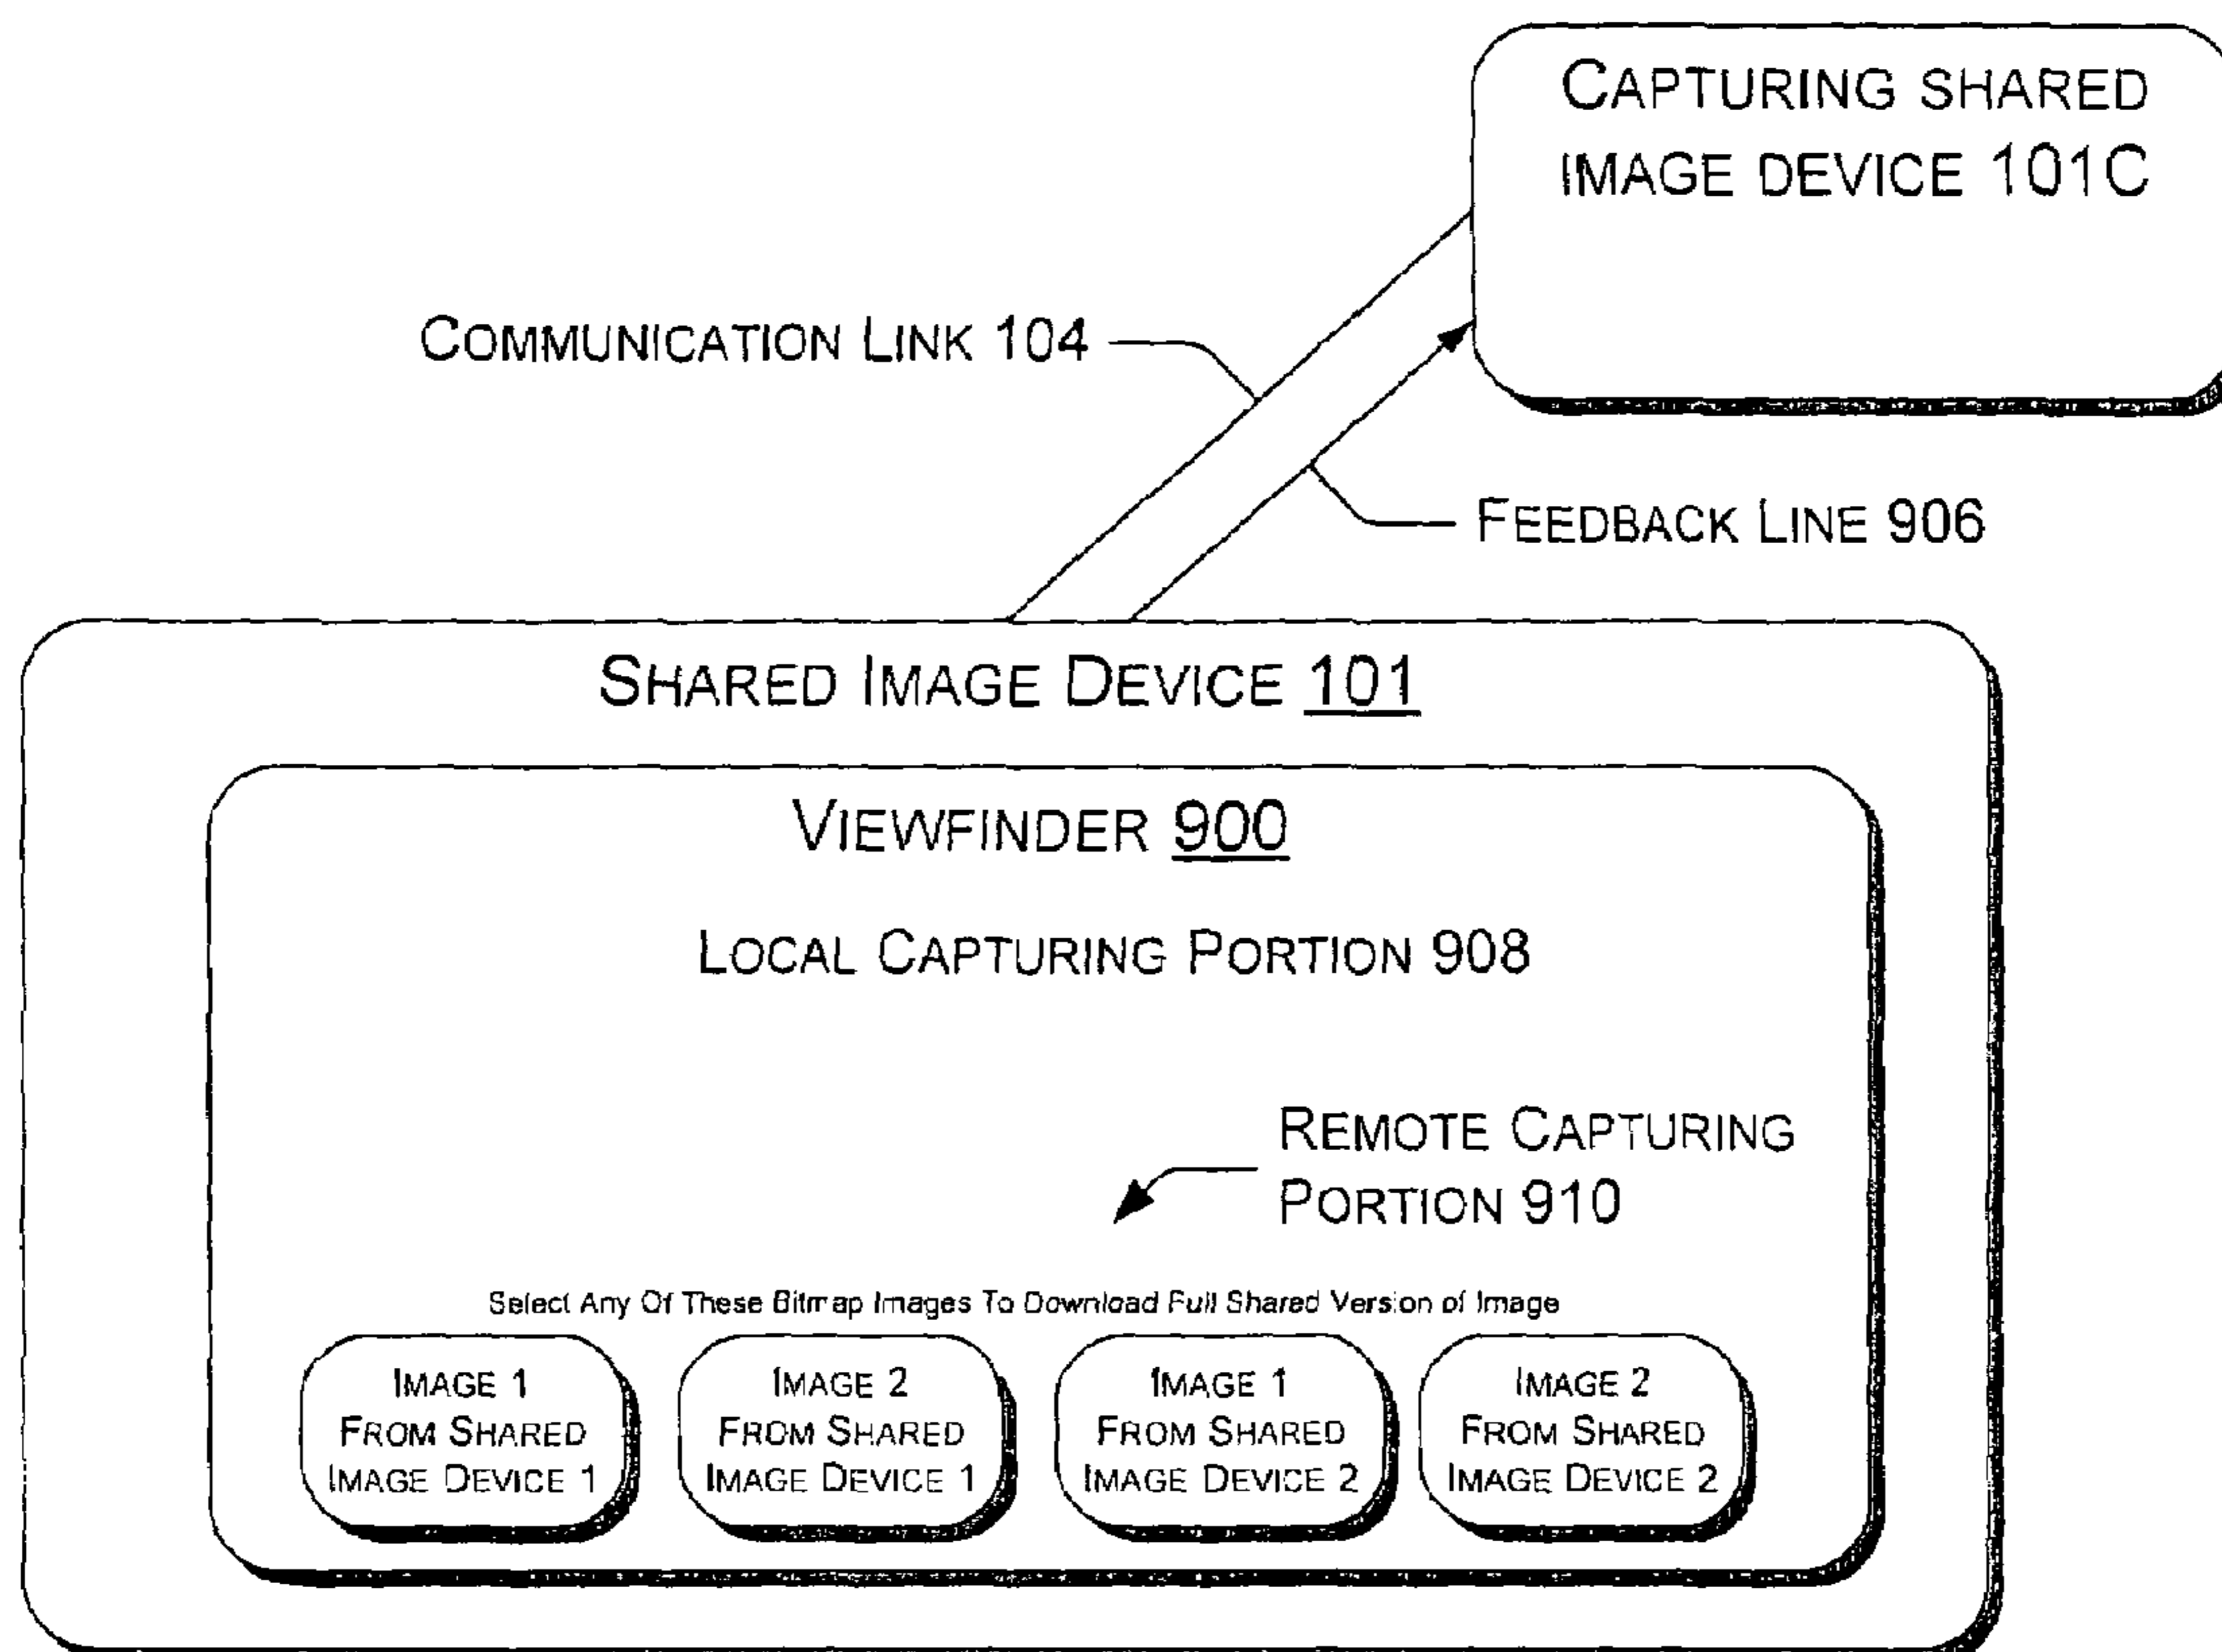 CAPTURING SHARED
IMAGE DEVICE 101C
COMMUNICATION LINK 104
FEEDBACK LINE 906
SHARED IMAGE DEVICE 101
VIEWFINDER 900
LOCAL CAPTURING PORTION 908
REMOTE CAPTURING
PORTION 910
Select Any Of These Bitmap Images To Download Full Shared Version of Image
IMAGE 1
FROM SHARED
IMAGE DEVICE 1
IMAGE 2
FROM SHARED
IMAGE DEVICE 1
IMAGE 1
FROM SHARED
IMAGE DEVICE 2
IMAGE 2
FROM SHARED
IMAGE DEVICE 2